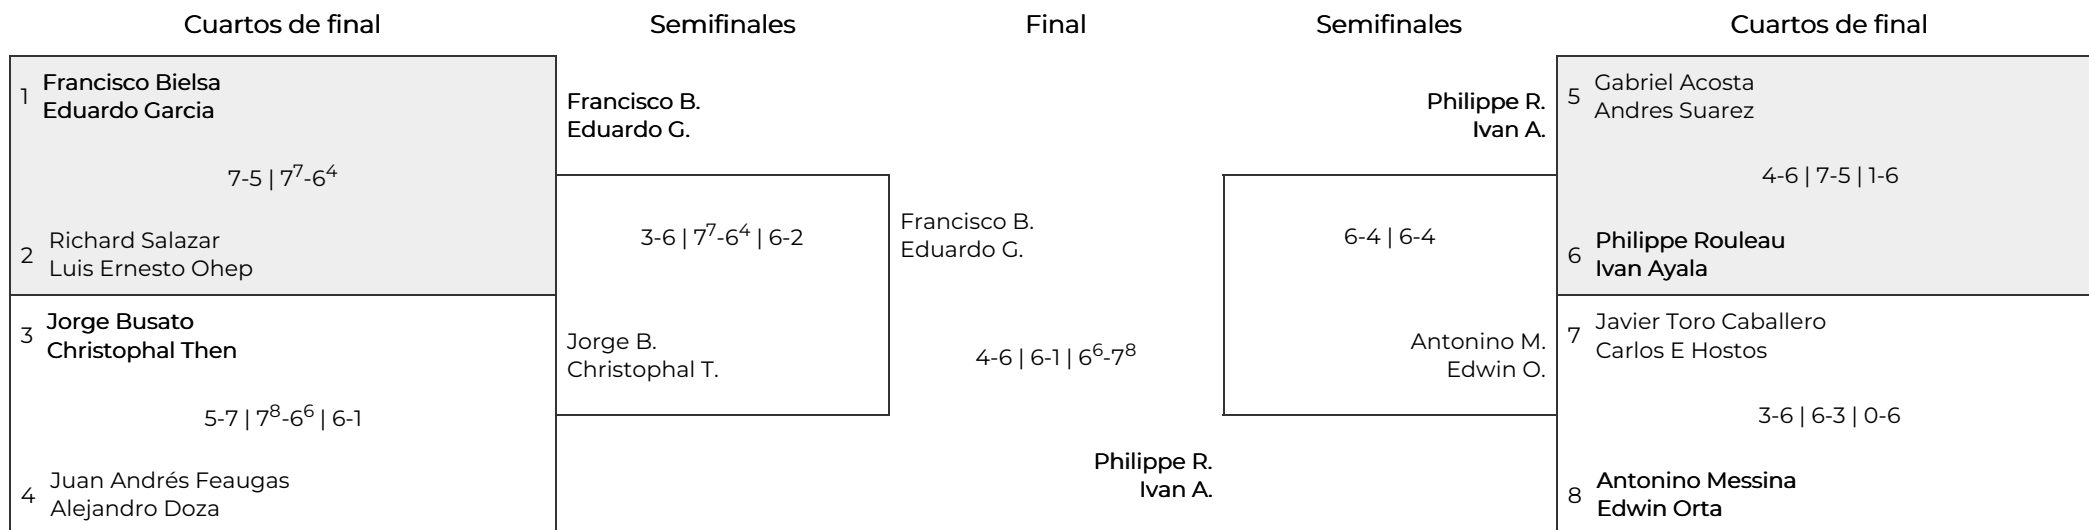 Cuartos de final
Semifinales
Final
Semifinales
Cuartos de final
1
Francisco Bielsa
Eduardo Garcia
7-5 | 7⁷-6⁴
2
Richard Salazar
Luis Ernesto Ohep
3
Jorge Busato
Christophal Then
5-7 | 7⁸-6⁶ | 6-1
4
Juan Andrés Feaugas
Alejandro Doza
Francisco B.
Eduardo G.
3-6 | 7⁷-6⁴ | 6-2
Jorge B.
Christophal T.
Francisco B.
Eduardo G.
4-6 | 6-1 | 6⁶-7⁸
Philippe R.
Ivan A.
Philippe R.
Ivan A.
6-4 | 6-4
Antonino M.
Edwin O.
5
Gabriel Acosta
Andres Suarez
4-6 | 7-5 | 1-6
6
Philippe Rouleau
Ivan Ayala
7
Javier Toro Caballero
Carlos E Hostos
3-6 | 6-3 | 0-6
8
Antonino Messina
Edwin Orta